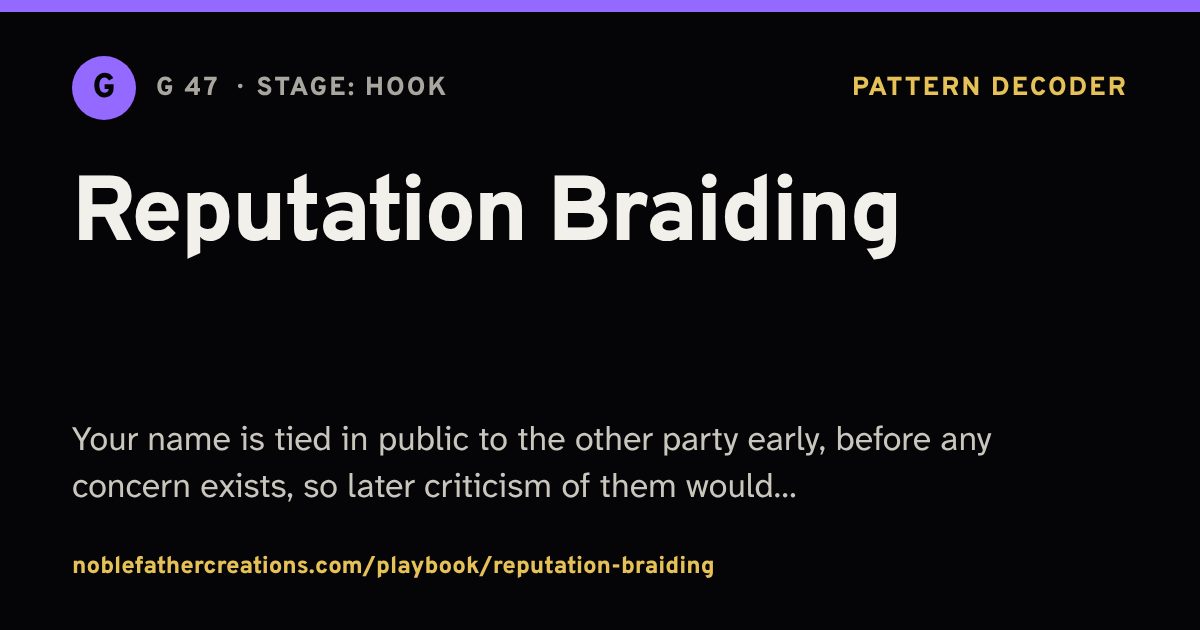 G
G 47 · STAGE: HOOK
PATTERN DECODER
Reputation Braiding
Your name is tied in public to the other party early, before any
concern exists, so later criticism of them would...
noblefathercreations.com/playbook/reputation-braiding